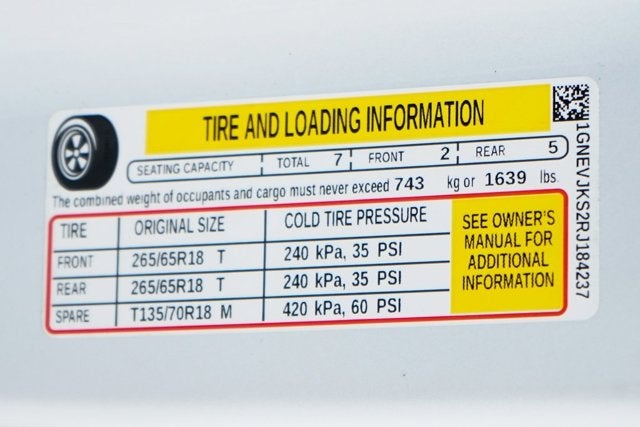 TIRE AND LOADING INFORMATION
SEATING CAPACITY TOTAL 7 FRONT 2 REAR 5
The combined weight of occupants and cargo must never exceed 743 kg or 1639 lbs.
TIRE ORIGINAL SIZE COLD TIRE PRESSURE
FRONT 265/65R18 T 240 kPa, 35 PSI
REAR 265/65R18 T 240 kPa, 35 PSI
SPARE T135/70R18 M 420 kPa, 60 PSI
SEE OWNER'S
MANUAL FOR
ADDITIONAL
INFORMATION
1GNEVJKS2RJ184237